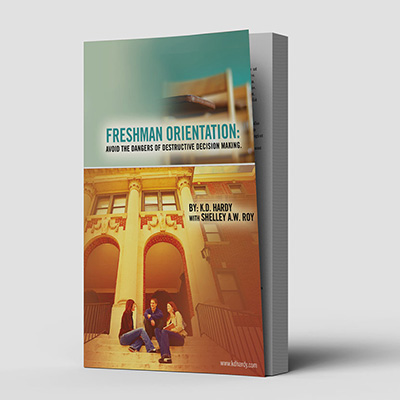 FRESHMAN ORIENTATION:
AVOID THE DANGERS OF DESTRUCTIVE DECISION MAKING.
BY: K.D. HARDY
WITH SHELLEY A.W. ROY
www.kdhardy.com